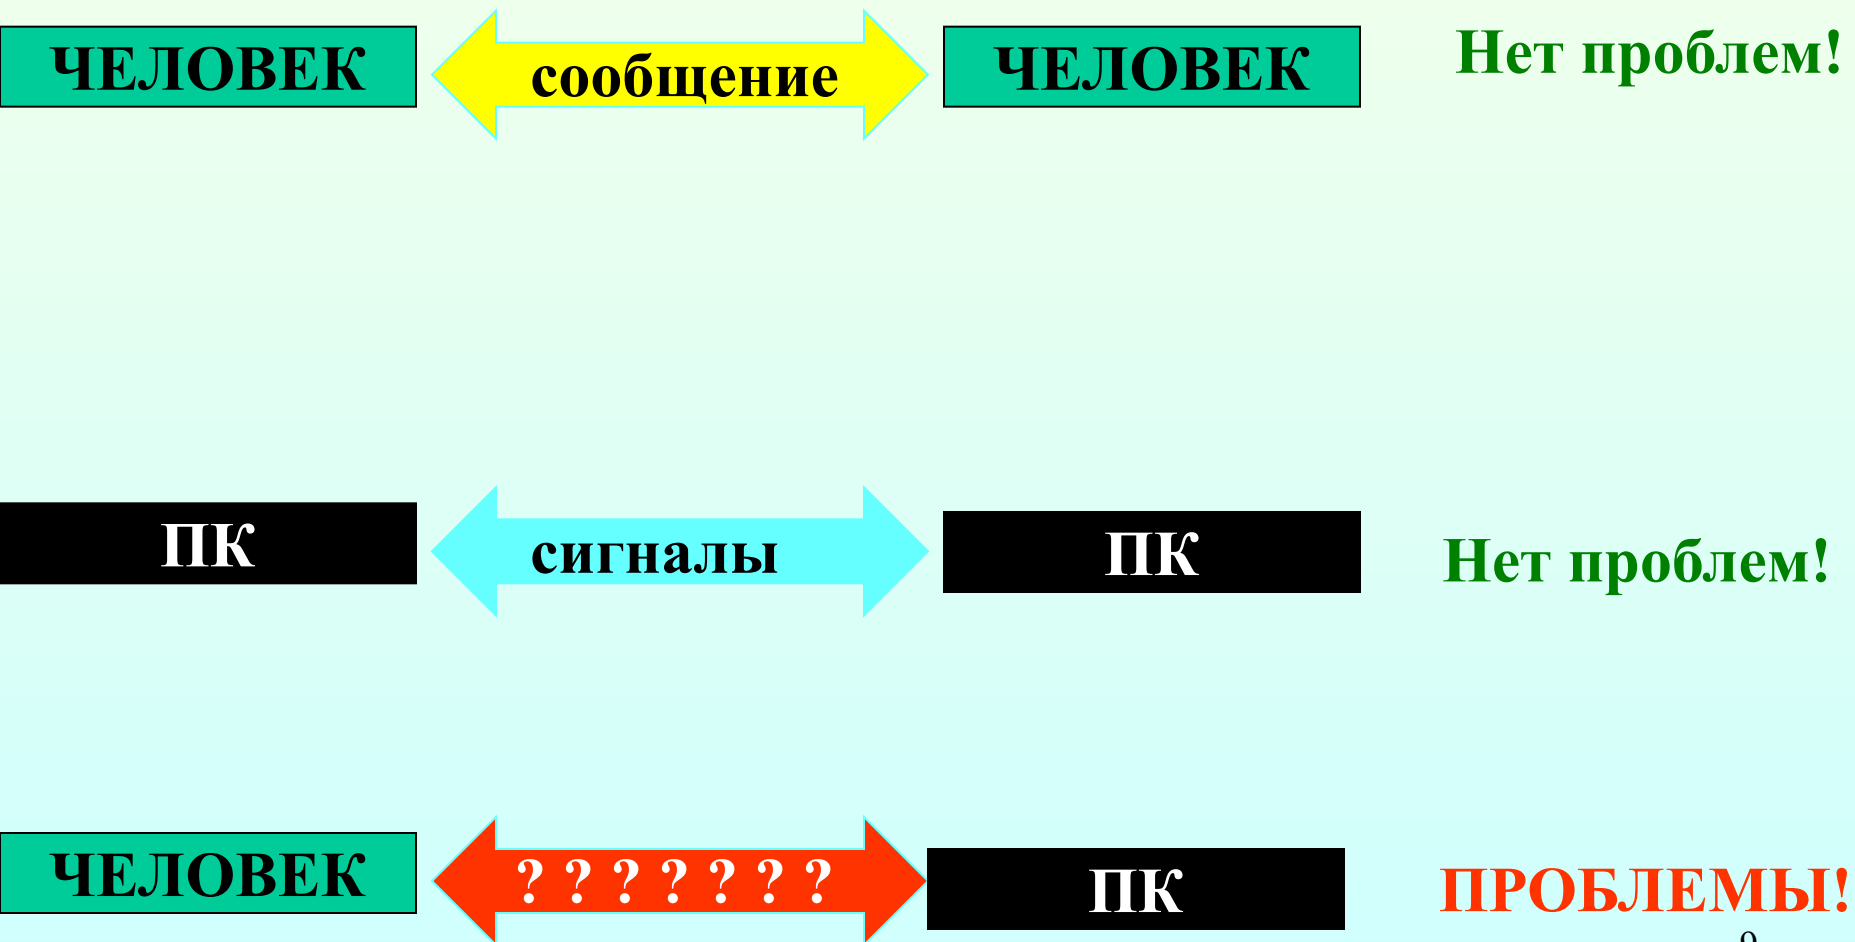 ЧЕЛОВЕК сообщение ЧЕЛОВЕК Нет проблем!
ПК сигналы ПК Нет проблем!
ЧЕЛОВЕК ? ? ? ? ? ? ? ПК ПРОБЛЕМЫ!